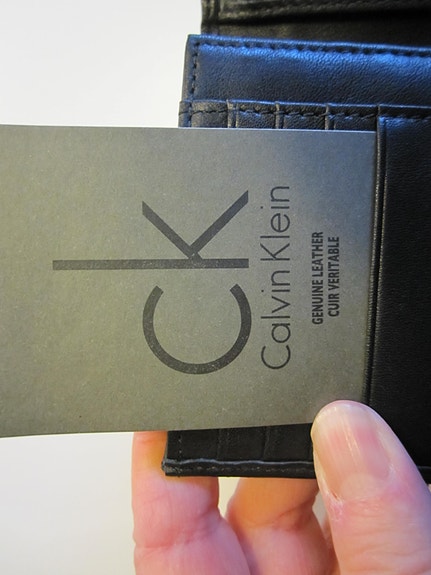 ck
Calvin Klein
GENUINE LEATHER
CUIR VERITABLE